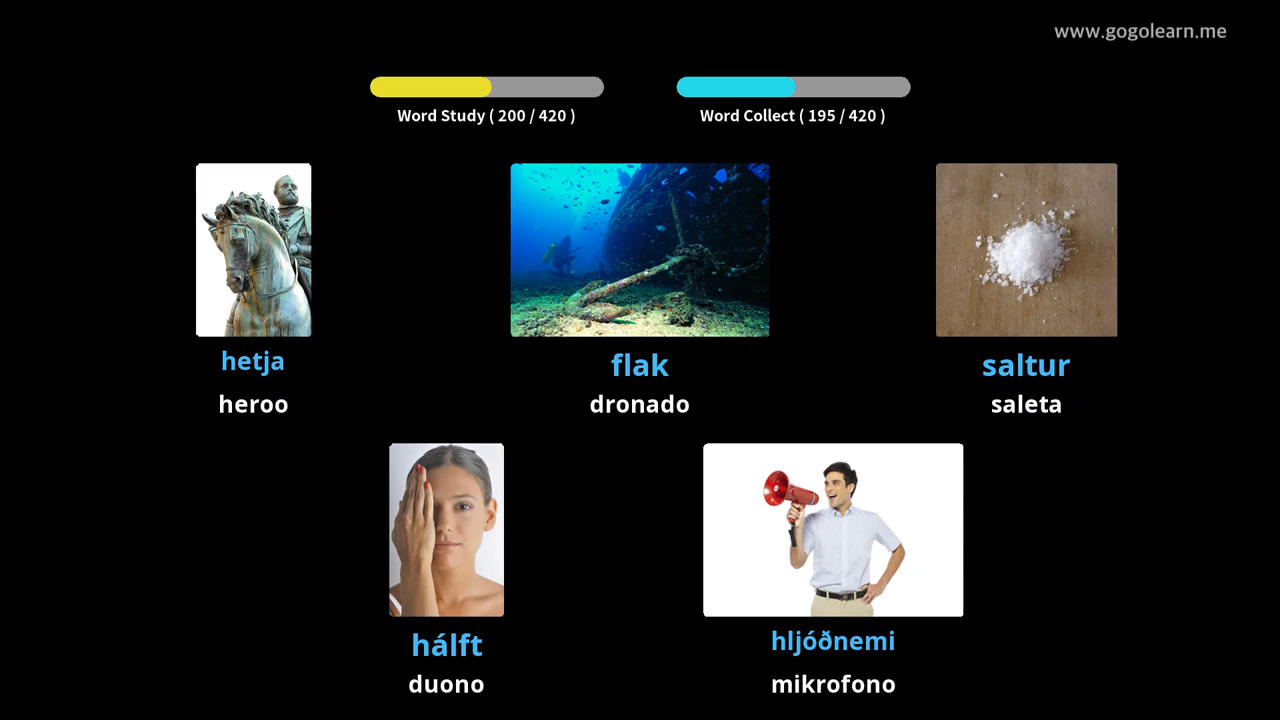 www.gogolearn.me
Word Study ( 200 / 420 )
Word Collect ( 195 / 420 )
hetja
heroo
flak
dronado
saltur
saleta
hálft
duono
hljóðnemi
mikrofono